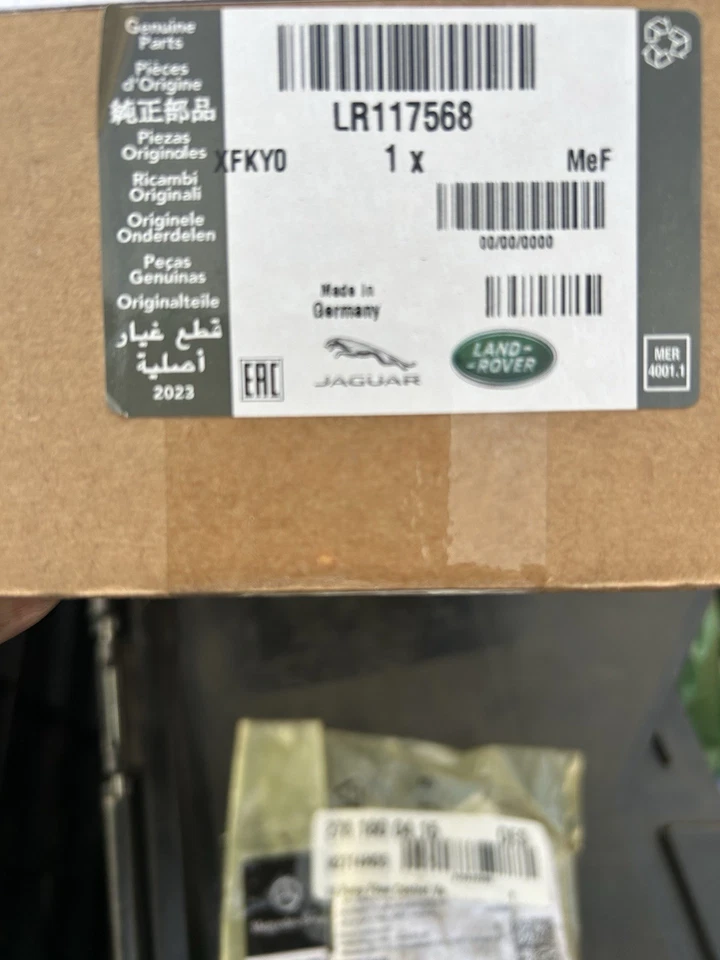 Genuine
Parts
Pièces
d'Origine
純正部品
Piezas
Originales
Ricambi
Originali
Originele
Onderdelen
Peças
Genuinas
Originalteile
قطع غيار
أصلية
2023
LR117568
XFKY0 1 x MeF
00/00/0000
Made in
Germany
EAC
JAGUAR
LAND-
-ROVER
MER
4001.1